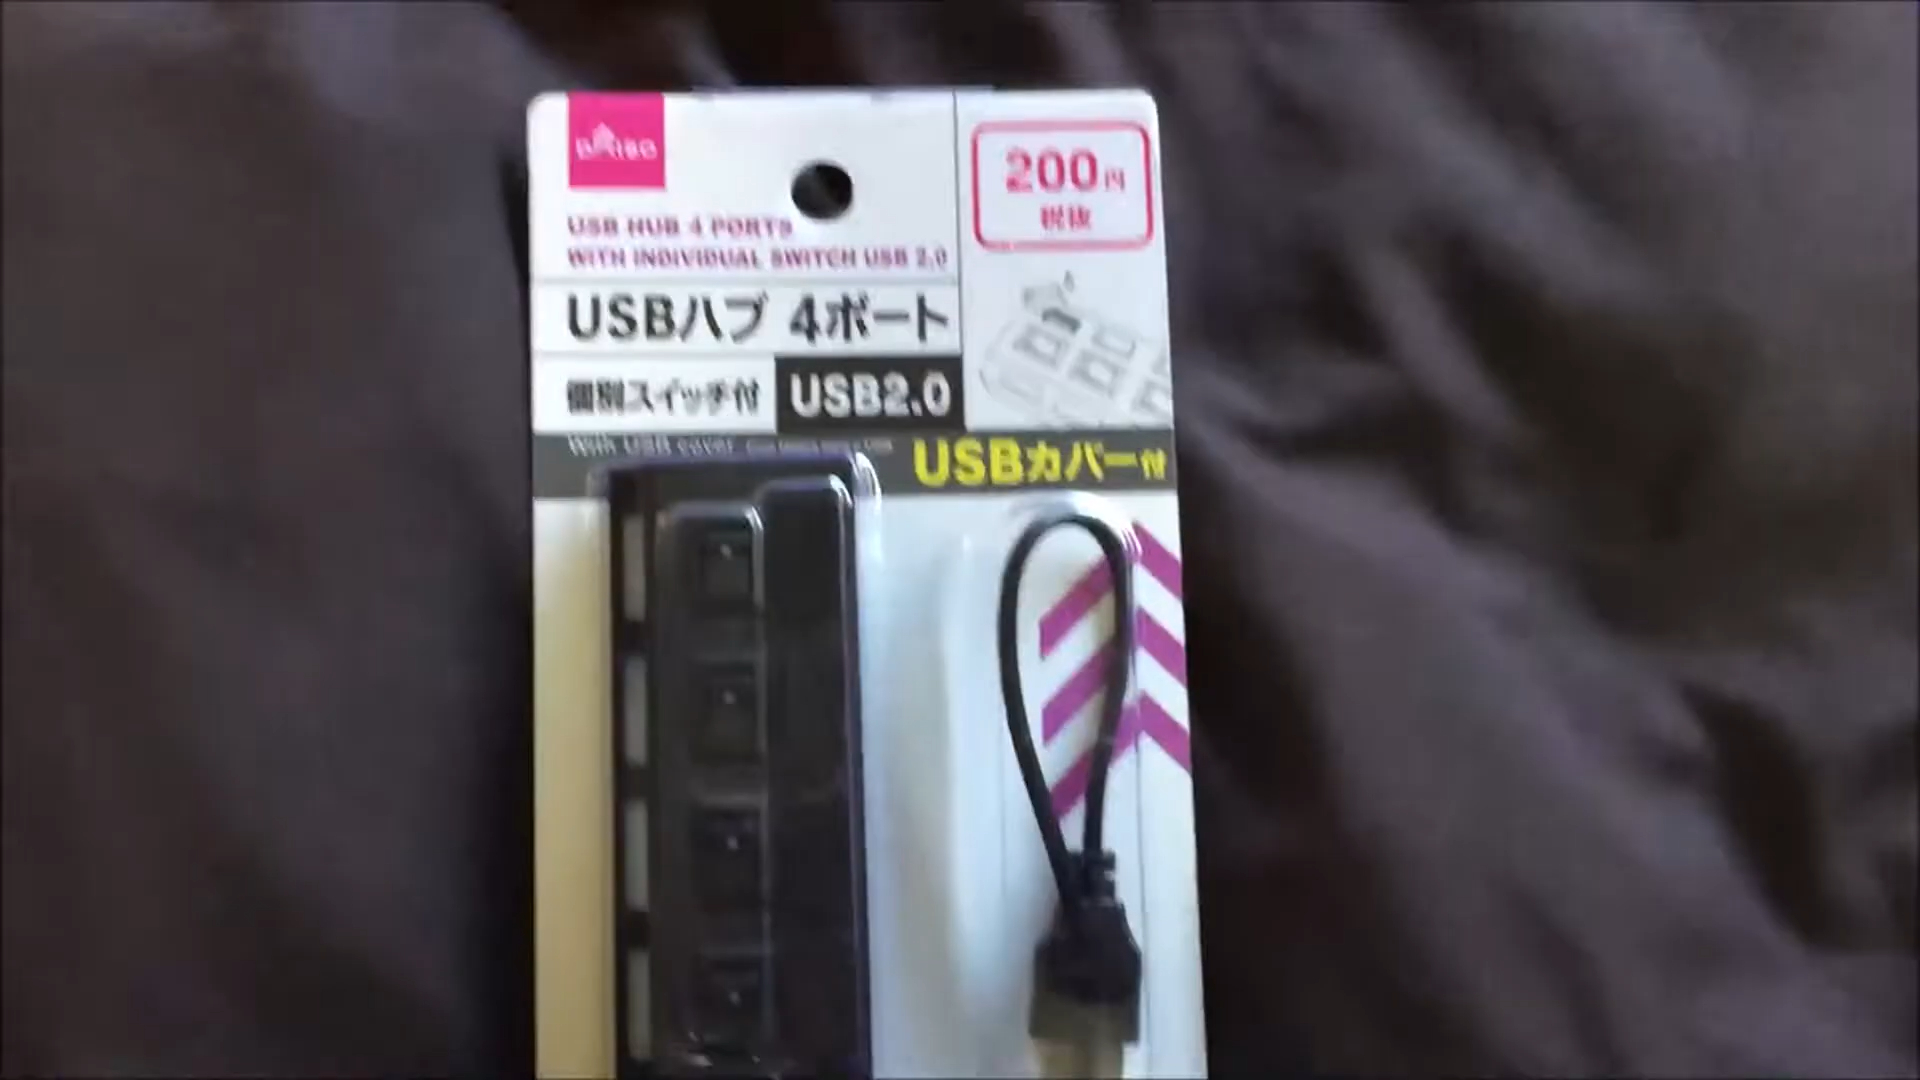 DAISO
200円
税抜
USB HUB 4 PORTS
WITH INDIVIDUAL SWITCH USB 2.0
USBハブ 4ポート
個別スイッチ付
USB2.0
With USB cover
USBカバー付